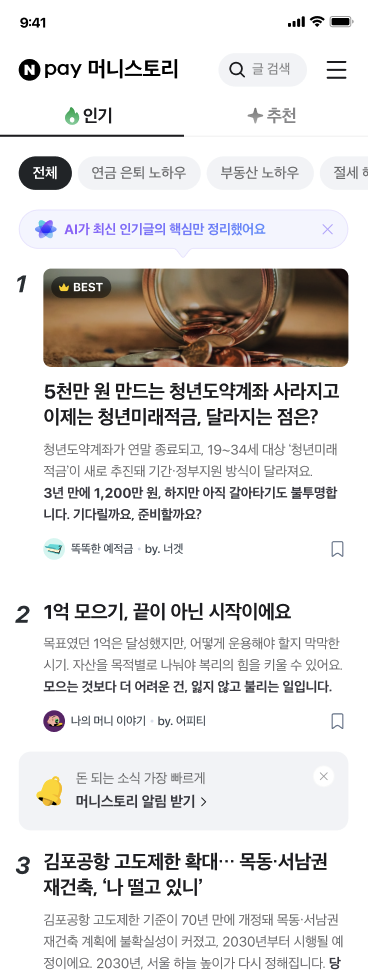 9:41
N pay 머니스토리
글 검색
인기
추천
전체
연금 은퇴 노하우
부동산 노하우
절세
AI가 최신 인기글의 핵심만 정리했어요
1
BEST
5천만 원 만드는 청년도약계좌 사라지고
이제는 청년미래적금, 달라지는 점은?
청년도약계좌가 연말 종료되고, 19~34세 대상 ‘청년미래
적금’이 새로 추진돼 기간·정부지원 방식이 달라져요.
3년 만에 1,200만 원, 하지만 아직 갈아타기도 불투명합
니다. 기다릴까요, 준비할까요?
똑똑한 예적금 · by. 너겟
2
1억 모으기, 끝이 아닌 시작이에요
목표였던 1억은 달성했지만, 어떻게 운용해야 할지 막막한
시기. 자산을 목적별로 나눠야 복리의 힘을 키울 수 있어요.
모으는 것보다 더 어려운 건, 잃지 않고 불리는 일입니다.
나의 머니 이야기 · by. 어피티
돈 되는 소식 가장 빠르게
머니스토리 알림 받기
3
김포공항 고도제한 확대… 목동·서남권
재건축, ‘나 떨고 있니’
김포공항 고도제한 기준이 70년 만에 개정돼 목동·서남권
재건축 계획에 불확실성이 커졌고, 2030년부터 시행될 예
정이에요. 2030년, 서울 하늘 높이가 다시 정해집니다. 당